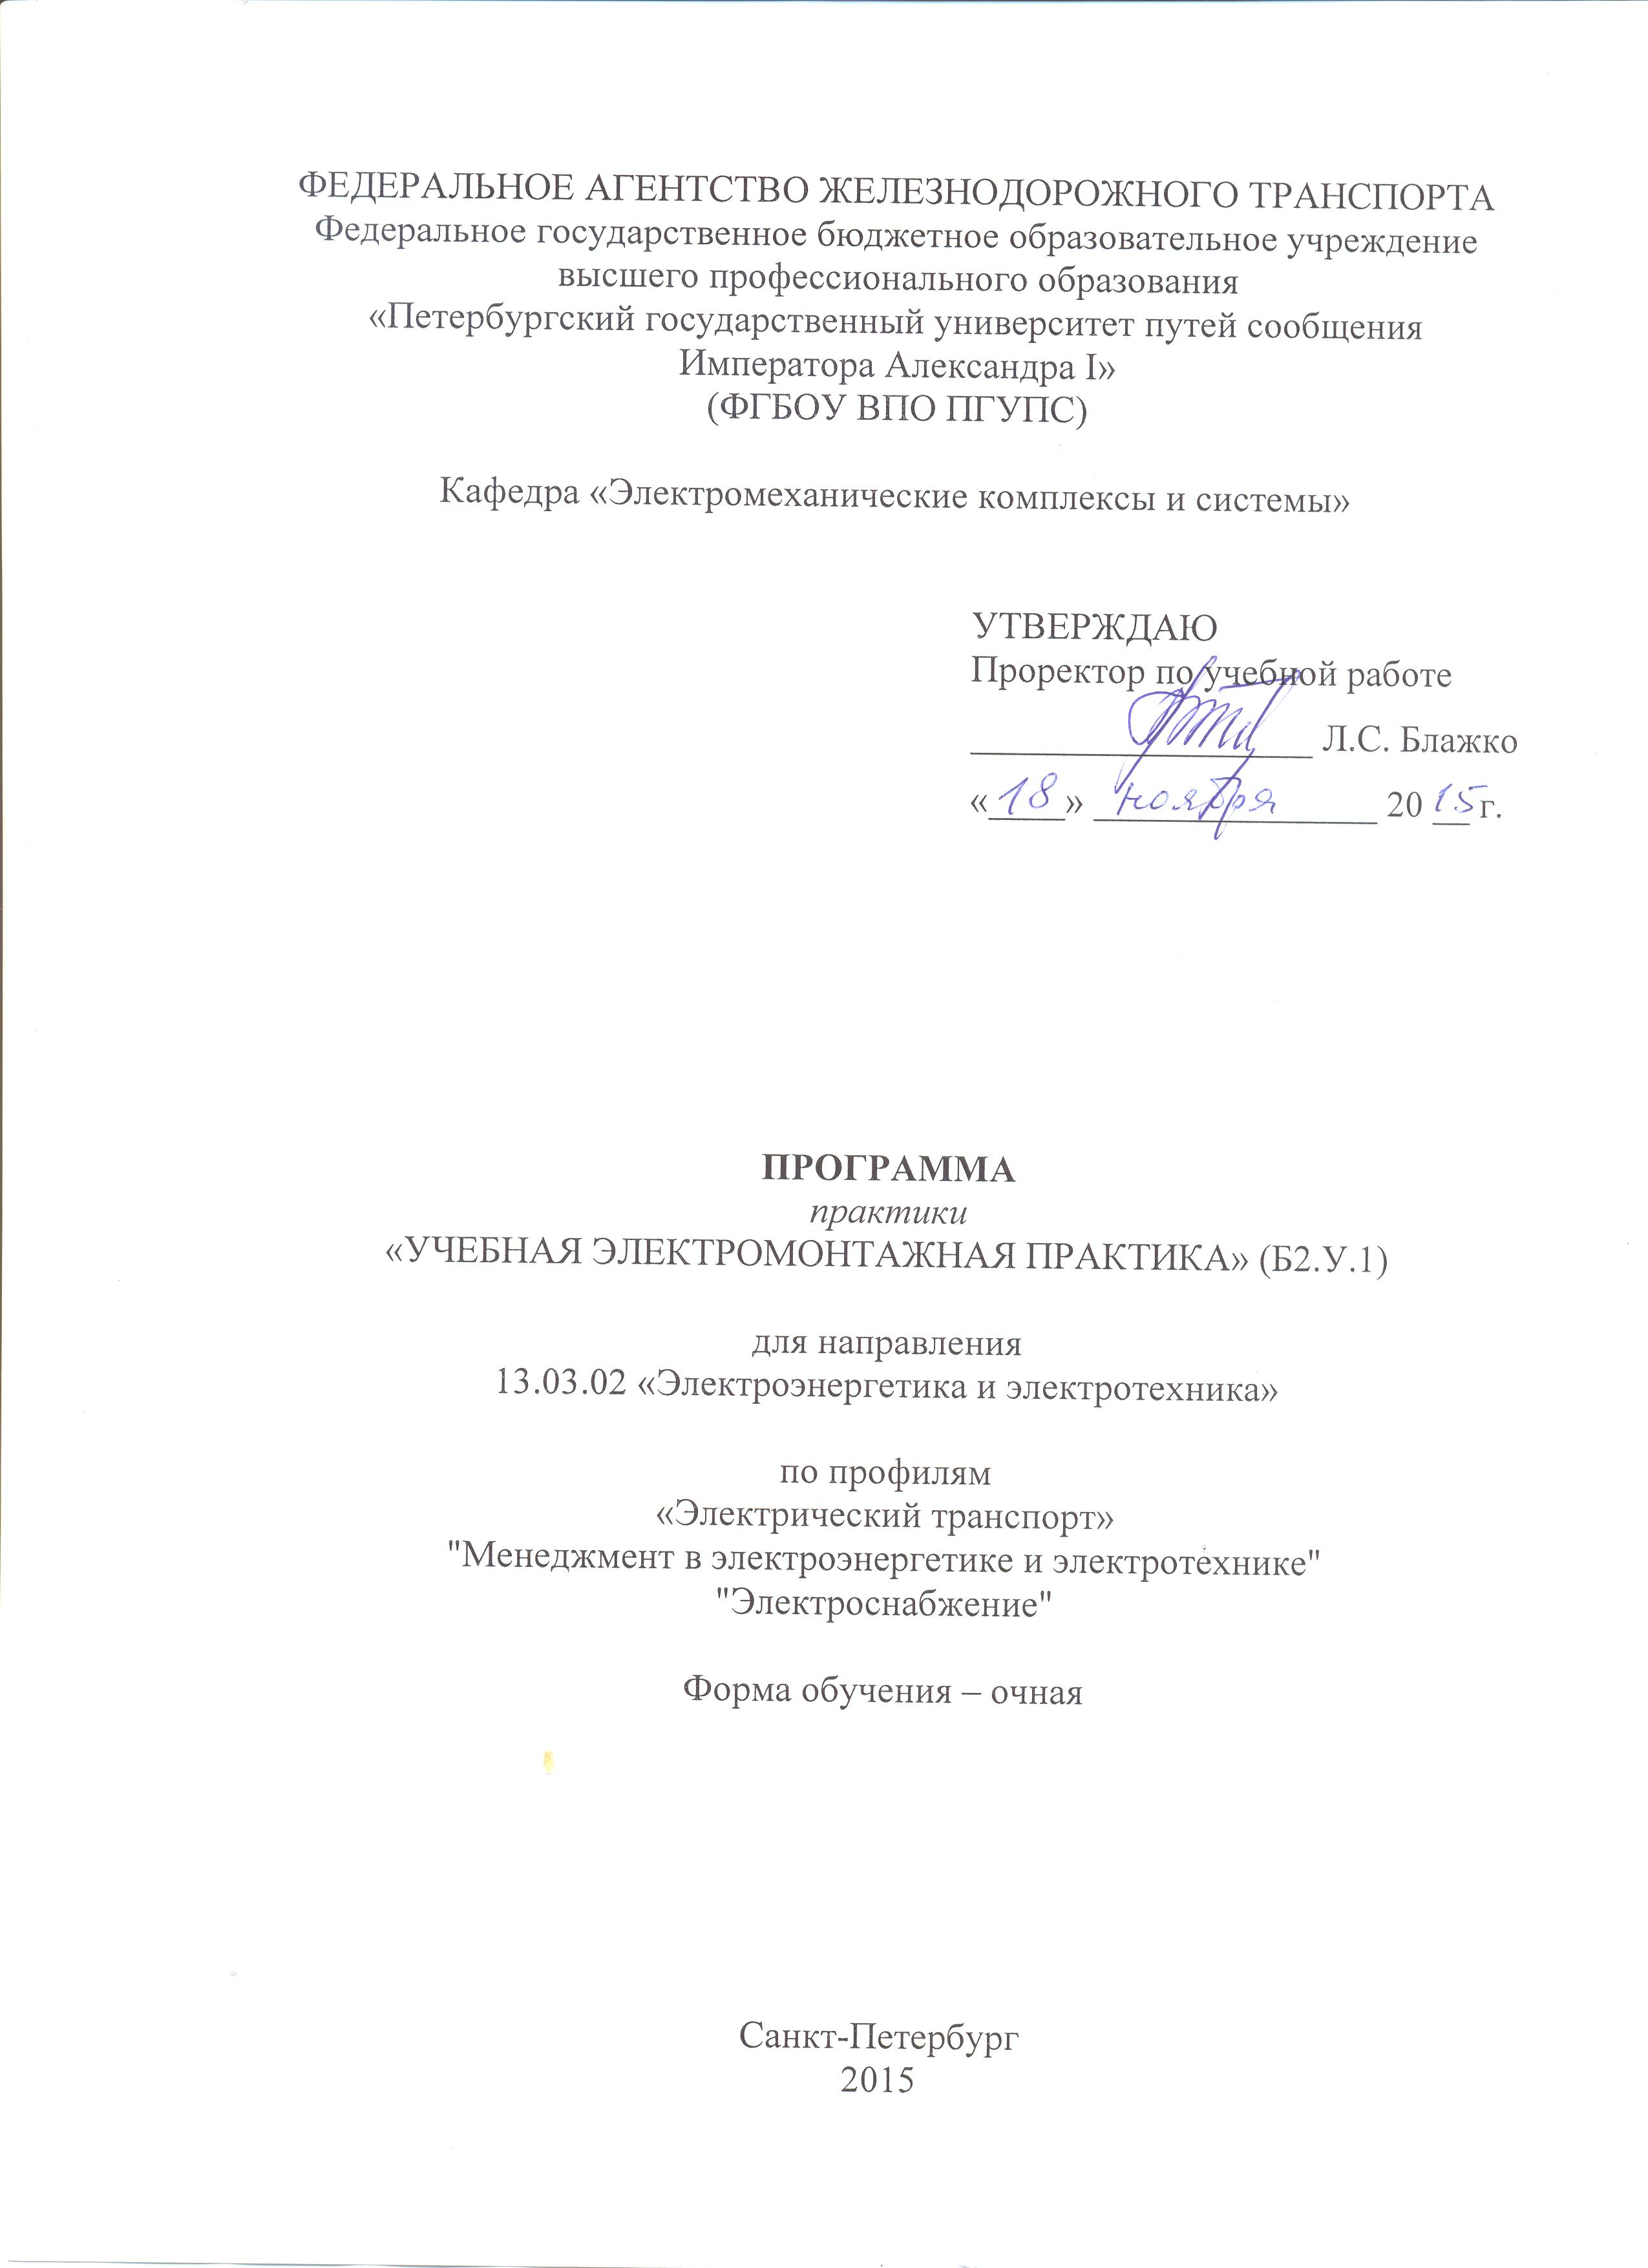 ФЕДЕРАЛЬНОЕ АГЕНТСТВО ЖЕЛЕЗНОДОРОЖНОГО ТРАНСПОРТА
Федеральное государственное бюджетное образовательное учреждение
высшего профессионального образования
«Петербургский государственный университет путей сообщения
Императора Александра I»
(ФГБОУ ВПО ПГУПС)
Кафедра «Электромеханические комплексы и системы»
УТВЕРЖДАЮ
Проректор по учебной работе
Л.С. Блажко
«18» ноября 2015 г.
ПРОГРАММА
практики
«УЧЕБНАЯ ЭЛЕКТРОМОНТАЖНАЯ ПРАКТИКА» (Б2.У.1)
для направления
13.03.02 «Электроэнергетика и электротехника»
по профилям
«Электрический транспорт»
"Менеджмент в электроэнергетике и электротехнике"
"Электроснабжение"
Форма обучения – очная
Санкт-Петербург
2015